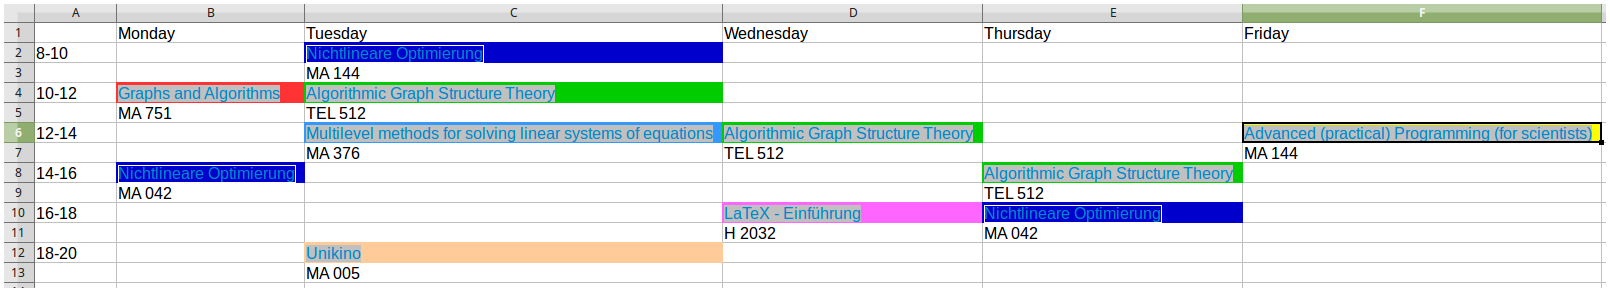 A B C D E F
1 Monday Tuesday Wednesday Thursday Friday
2 8-10 Nichtlineare Optimierung
3 MA 144
4 10-12 Graphs and Algorithms Algorithmic Graph Structure Theory
5 MA 751 TEL 512
6 12-14 Multilevel methods for solving linear systems of equations Algorithmic Graph Structure Theory Advanced (practical) Programming (for scientists)
7 MA 376 TEL 512 MA 144
8 14-16 Nichtlineare Optimierung Algorithmic Graph Structure Theory
9 MA 042 TEL 512
10 16-18 LaTeX - Einführung Nichtlineare Optimierung
11 H 2032 MA 042
12 18-20 Unikino
13 MA 005